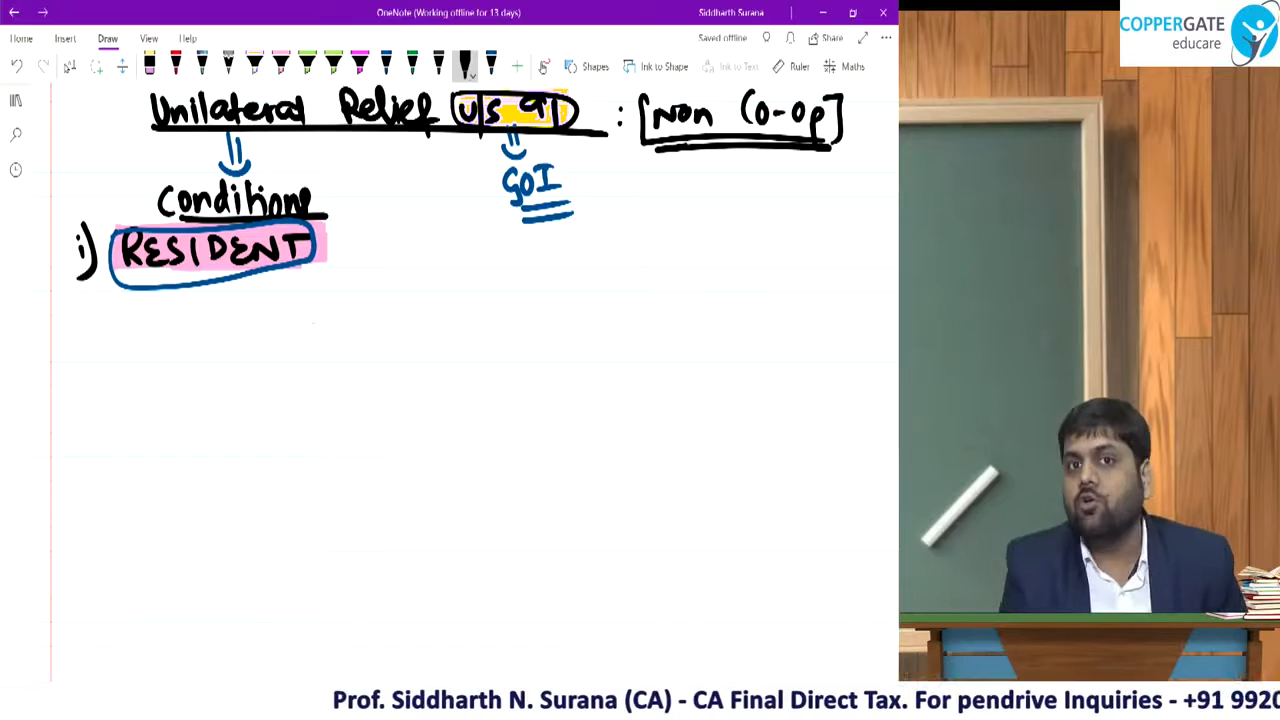 OneNote (Working offline for 13 days)
Siddharth Surana
Home Insert Draw View Help
Saved offline
Share
Shapes
Ink to Shape
Ink to Text
Ruler
Maths
COPPERGATE
educare
Unilateral Relief U/S 91 : [Non Co-Op]
GOI
Conditions
i) RESIDENT
Prof. Siddharth N. Surana (CA) - CA Final Direct Tax. For pendrive Inquiries - +91 9920